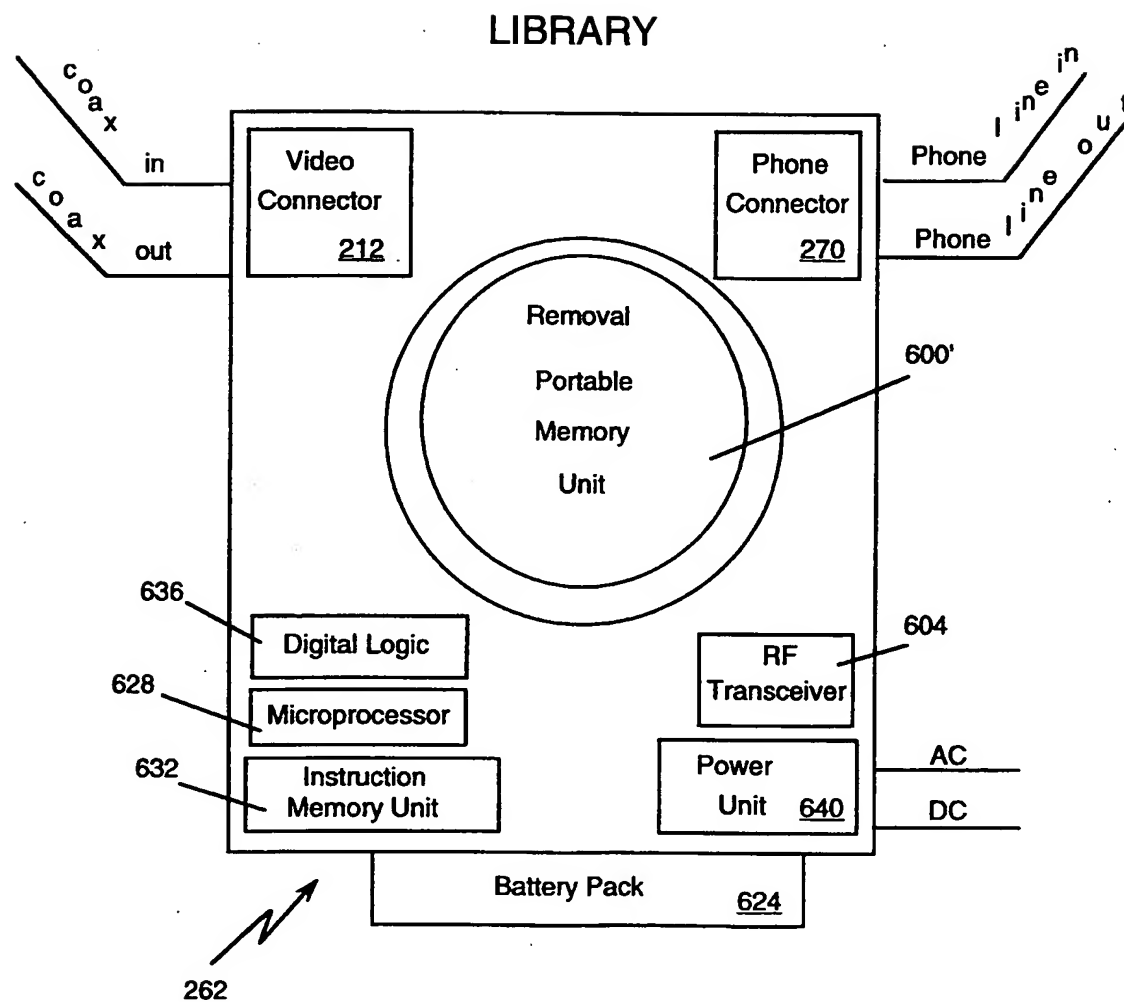 LIBRARY
coax in
coax out
Video
Connector
212
Phone
Connector
270
Phone line in
Phone line out
Removal
Portable
Memory
Unit
600'
636
Digital Logic
628
Microprocessor
632
Instruction
Memory Unit
604
RF
Transceiver
Power
Unit 640
AC
DC
Battery Pack 624
262